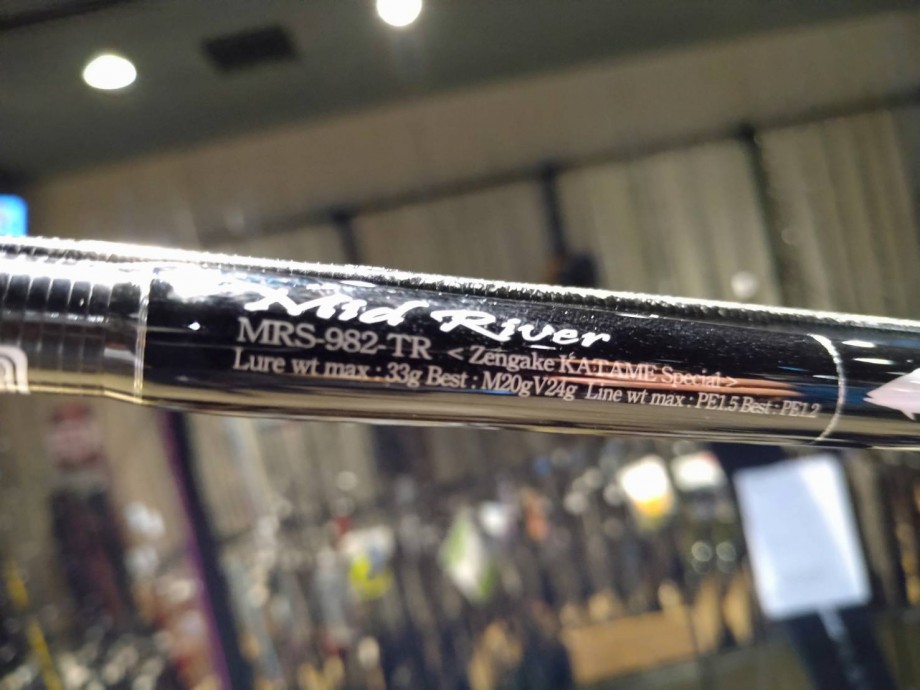 Mid River
MRS-982-TR < Zengake KATAME Special >
Lure wt max : 33g Best : M20gV24g Line wt max : PE1.5 Best : PE1.2